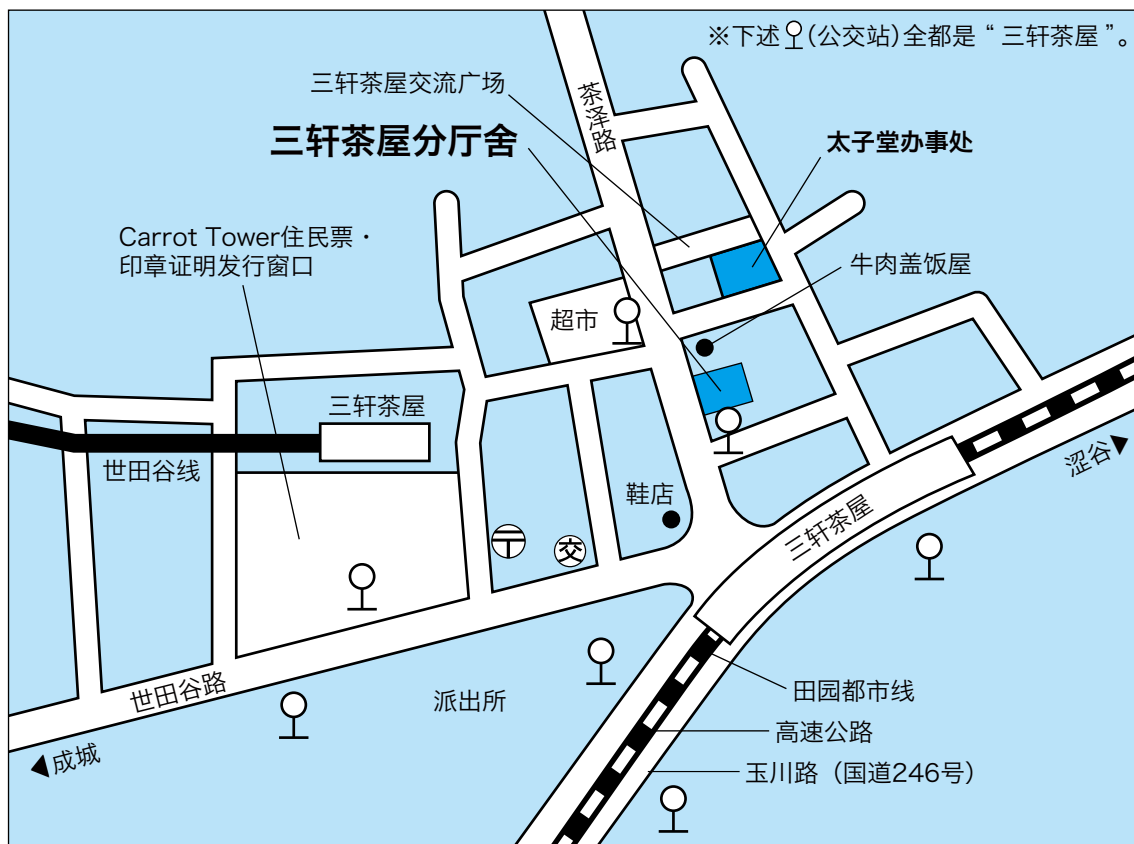 ※下述(公交站)全都是“三轩茶屋”。
三轩茶屋交流广场
茶泽路
三轩茶屋分厅舍
太子堂办事处
Carrot Tower住民票・
印章证明发行窗口
牛肉盖饭屋
超市
三轩茶屋
世田谷线
涩谷
鞋店
三轩茶屋
〒
交
世田谷路
派出所
田园都市线
成城
高速公路
玉川路（国道246号）